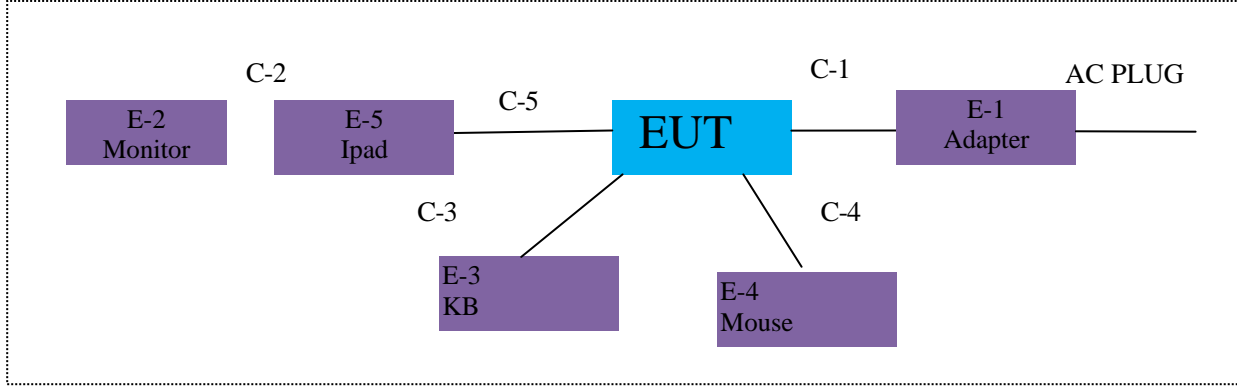 C-2
C-5
C-1
AC PLUG
E-2
Monitor
E-5
Ipad
EUT
E-1
Adapter
C-3
C-4
E-3
KB
E-4
Mouse